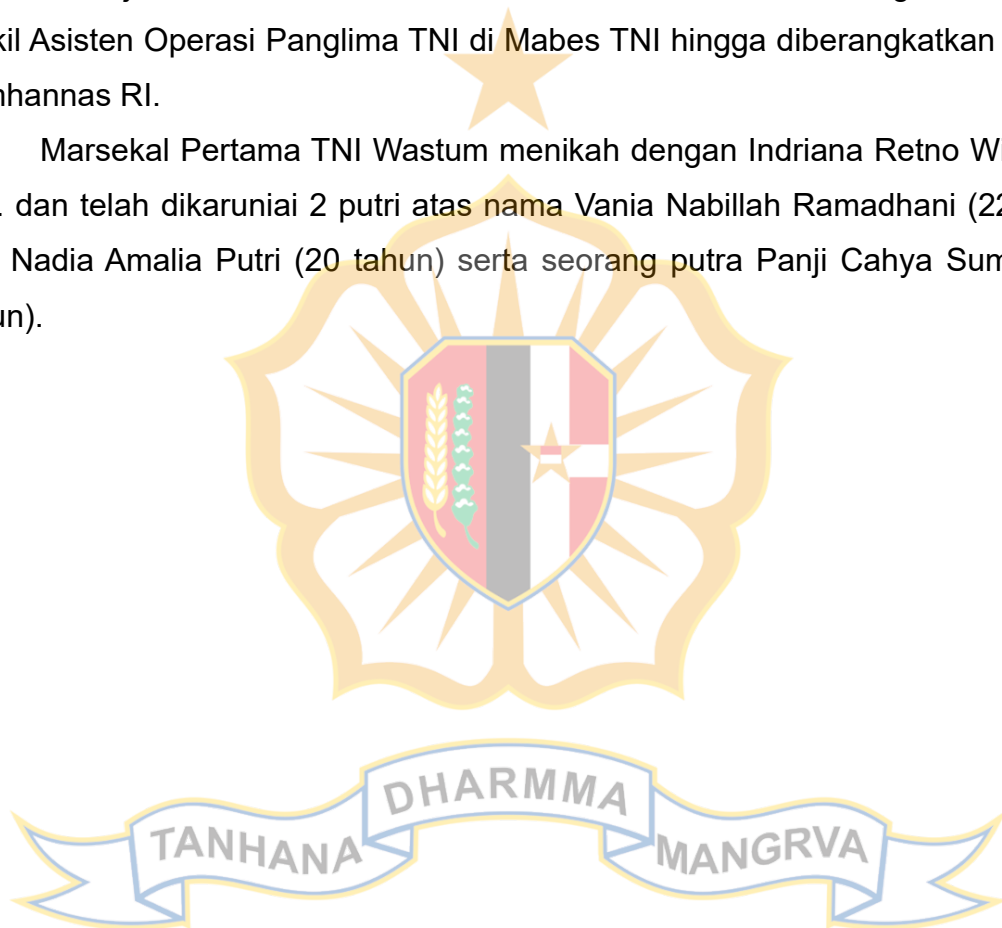 kil Asisten Operasi Panglima TNI di Mabes TNI hingga diberangkatkan
nhannas RI.
Marsekal Pertama TNI Wastum menikah dengan Indriana Retno Wi
. dan telah dikaruniai 2 putri atas nama Vania Nabillah Ramadhani (22
Nadia Amalia Putri (20 tahun) serta seorang putra Panji Cahya Sum
un).
TANHANA DHARMMA MANGRVA